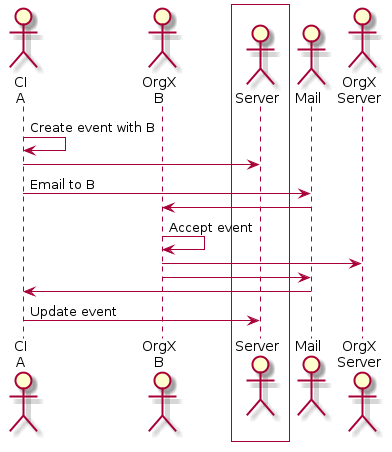 CI
A
OrgX
B
Server
Mail
OrgX
Server
Create event with B
Email to B
Accept event
Update event
CI
A
OrgX
B
Server
Mail
OrgX
Server